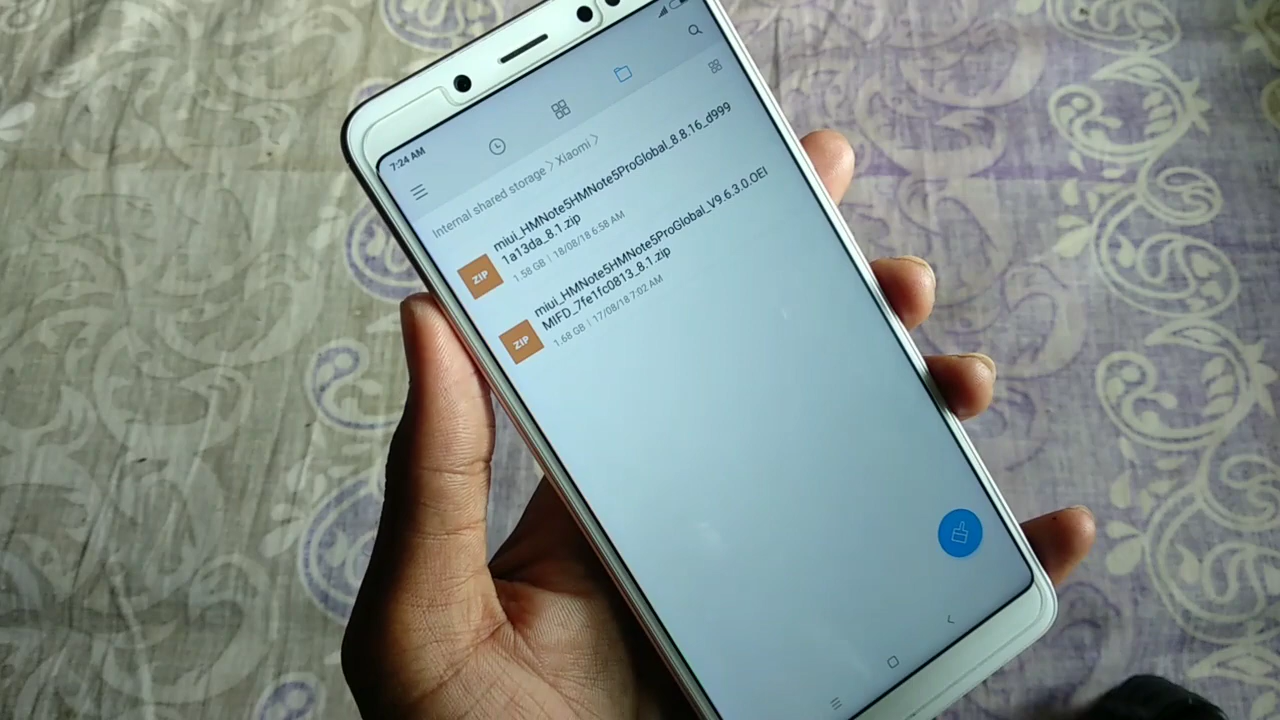 7:24 AM
Internal shared storage > Xiaomi >
ZIP
miui_HMNote5HMNote5ProGlobal_8.8.16_d999
1a13da_8.1.zip
1.58 GB | 18/08/18 6:58 AM
ZIP
miui_HMNote5HMNote5ProGlobal_V9.6.3.0.OEI
MIFD_7fe1fc0813_8.1.zip
1.68 GB | 17/08/18 7:02 AM